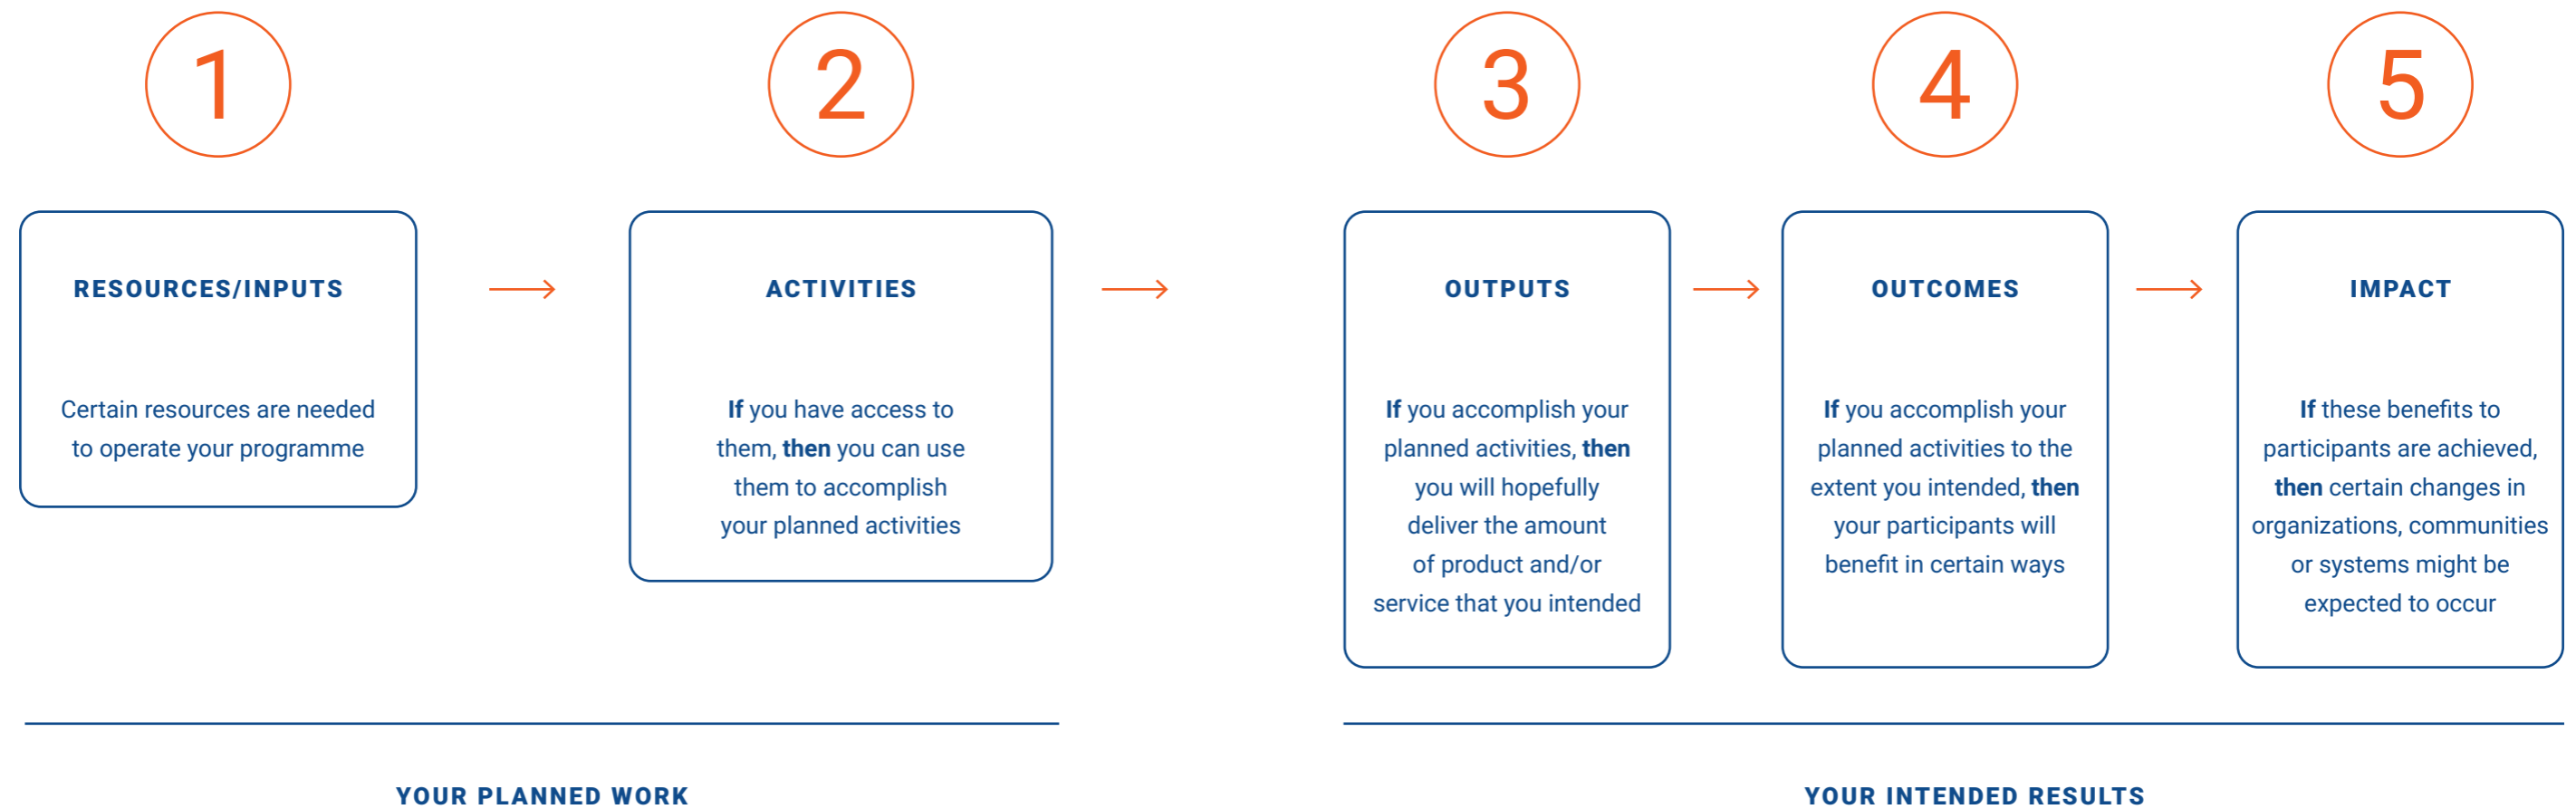 1
RESOURCES/INPUTS
Certain resources are needed
to operate your programme
2
ACTIVITIES
If you have access to
them, then you can use
them to accomplish
your planned activities
3
OUTPUTS
If you accomplish your
planned activities, then
you will hopefully
deliver the amount
of product and/or
service that you intended
4
OUTCOMES
If you accomplish your
planned activities to the
extent you intended, then
your participants will
benefit in certain ways
5
IMPACT
If these benefits to
participants are achieved,
then certain changes in
organizations, communities
or systems might be
expected to occur
YOUR PLANNED WORK
YOUR INTENDED RESULTS